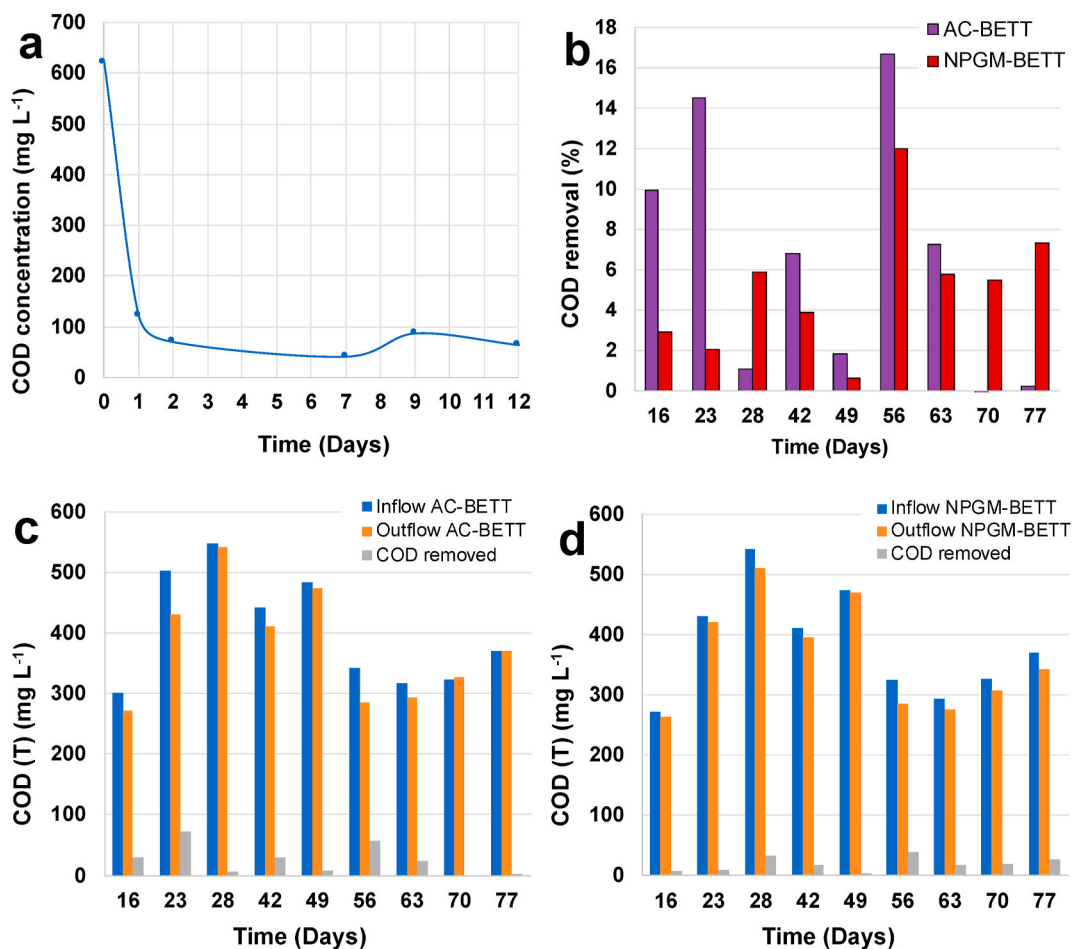 a
COD concentration (mg L⁻¹)
700
600
500
400
300
200
100
0
0 1 2 3 4 5 6 7 8 9 10 11 12
Time (Days)
b
AC-BETT
NPGM-BETT
COD removal (%)
18
16
14
12
10
8
6
4
2
0
16 23 28 42 49 56 63 70 77
Time (Days)
c
Inflow AC-BETT
Outflow AC-BETT
COD removed
COD (T) (mg L⁻¹)
600
500
400
300
200
100
0
16 23 28 42 49 56 63 70 77
Time (Days)
d
Inflow NPGM-BETT
Outflow NPGM-BETT
COD removed
COD (T) (mg L⁻¹)
600
500
400
300
200
100
0
16 23 28 42 49 56 63 70 77
Time (Days)